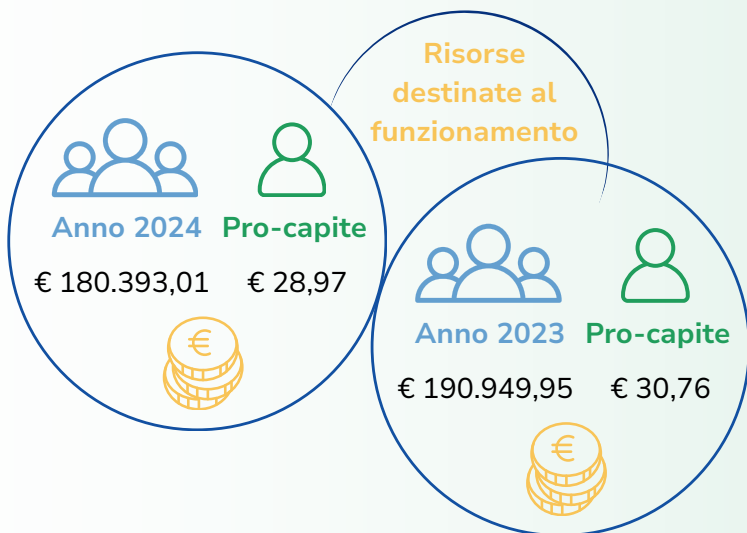 Risorse
destinate al
funzionamento
Anno 2024 Pro-capite
€ 180.393,01 € 28,97
€
Anno 2023 Pro-capite
€ 190.949,95 € 30,76
€